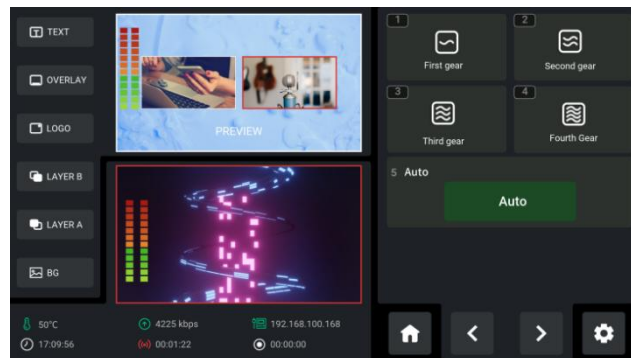 TEXT
OVERLAY
LOGO
LAYER B
LAYER A
BG
PREVIEW
50°C
4225 kbps
192.168.100.168
17:09:56
00:01:22
00:00:00
1
First gear
2
Second gear
3
Third gear
4
Fourth Gear
5 Auto
Auto